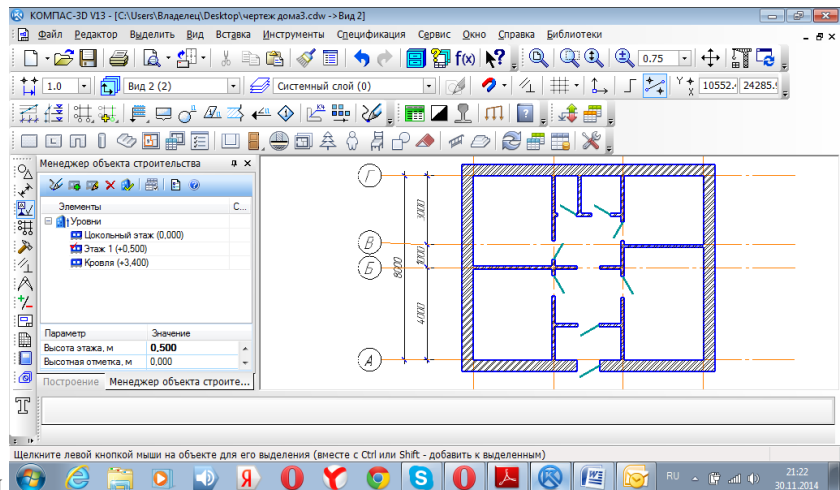 КОМПАС-3D V13 - [C:\Users\Владелец\Desktop\чертеж дома3.cdw ->Вид 2]
Файл Редактор Выделить Вид Вставка Инструменты Спецификация Сервис Окно Справка Библиотеки
f(x) 0.75
1.0 Вид 2 (2) Системный слой (0) 10552. 24285.
Менеджер объекта строительства
Элементы С...
Уровни
Цокольный этаж (0,000)
Этаж 1 (+0,500)
Кровля (+3,400)
Параметр Значение
Высота этажа, м 0,500
Высотная отметка, м 0,000
Построение Менеджер объекта строите...
Г
3000
В
1000
Б
8000
4000
А
Щелкните левой кнопкой мыши на объекте для его выделения (вместе с Ctrl или Shift - добавить к выделенным)
RU 21:22
30.11.2014